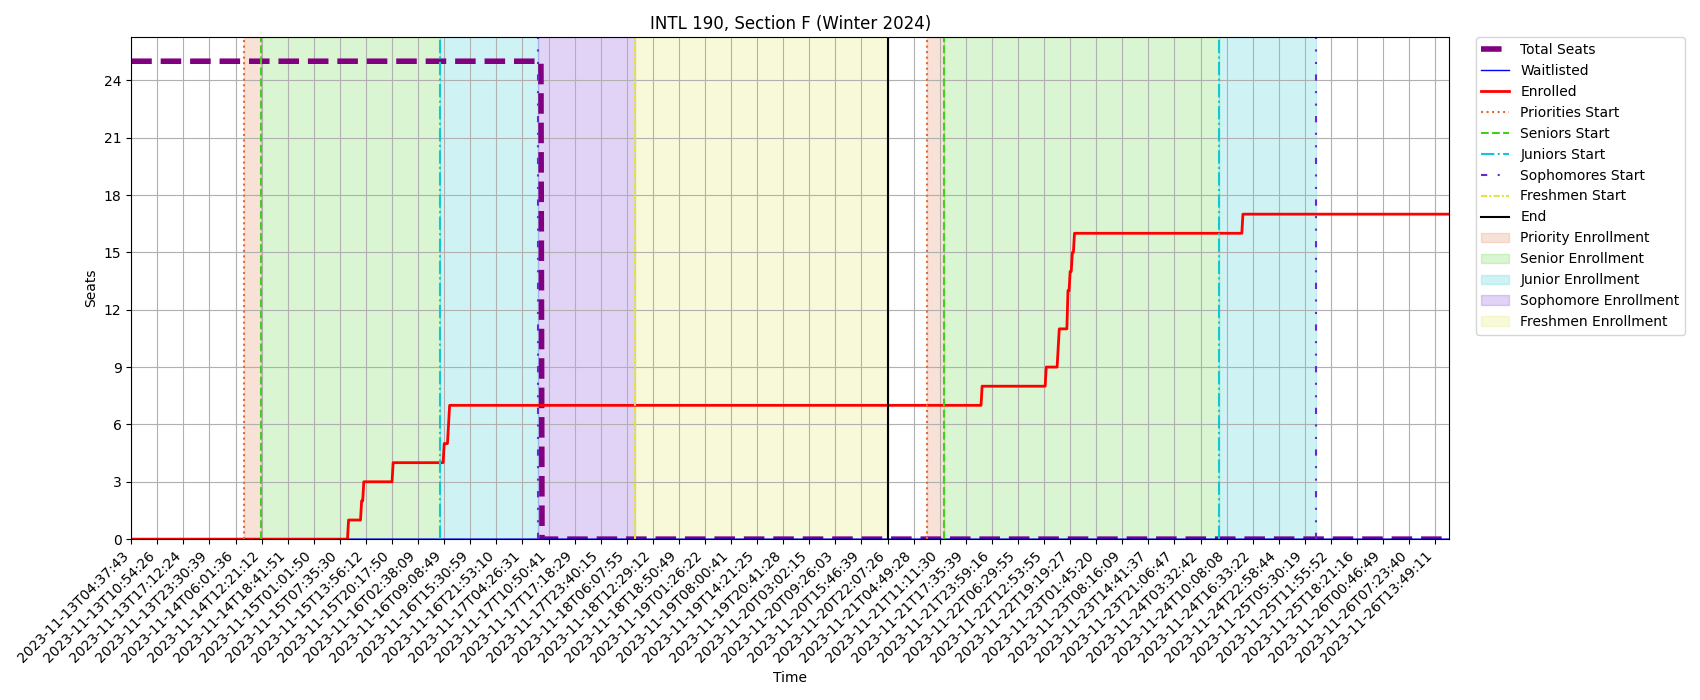 INTL 190, Section F (Winter 2024)
Seats
24
21
18
15
12
9
6
3
0
2023-11-13T04:37:43
2023-11-13T10:54:26
2023-11-13T17:12:24
2023-11-13T23:30:39
2023-11-14T06:01:36
2023-11-14T12:21:12
2023-11-14T18:41:51
2023-11-15T01:01:50
2023-11-15T07:35:30
2023-11-15T13:56:12
2023-11-15T20:17:50
2023-11-16T02:38:09
2023-11-16T09:08:49
2023-11-16T15:30:59
2023-11-16T21:53:10
2023-11-17T04:26:31
2023-11-17T10:50:41
2023-11-17T17:18:29
2023-11-17T23:40:15
2023-11-18T06:07:55
2023-11-18T12:29:12
2023-11-18T18:50:49
2023-11-19T01:26:22
2023-11-19T08:00:41
2023-11-19T14:21:25
2023-11-19T20:41:28
2023-11-20T03:02:15
2023-11-20T09:26:03
2023-11-20T15:46:39
2023-11-20T22:07:26
2023-11-21T04:49:28
2023-11-21T11:11:30
2023-11-21T17:35:39
2023-11-21T23:59:16
2023-11-22T06:29:55
2023-11-22T12:53:55
2023-11-22T19:19:27
2023-11-23T01:45:20
2023-11-23T08:16:09
2023-11-23T14:41:37
2023-11-23T21:06:47
2023-11-24T03:32:42
2023-11-24T10:08:08
2023-11-24T16:33:22
2023-11-24T22:58:44
2023-11-25T05:30:19
2023-11-25T11:55:52
2023-11-25T18:21:16
2023-11-26T00:46:49
2023-11-26T07:23:40
2023-11-26T13:49:11
Time
Total Seats
Waitlisted
Enrolled
Priorities Start
Seniors Start
Juniors Start
Sophomores Start
Freshmen Start
End
Priority Enrollment
Senior Enrollment
Junior Enrollment
Sophomore Enrollment
Freshmen Enrollment